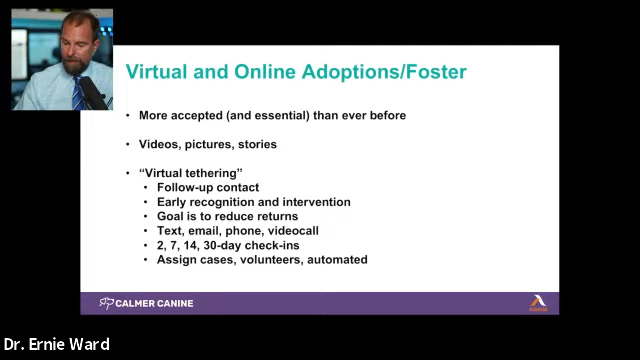 Virtual and Online Adoptions/Foster
• More accepted (and essential) than ever before
• Videos, pictures, stories
• “Virtual tethering”
• Follow-up contact
• Early recognition and intervention
• Goal is to reduce returns
• Text, email, phone, videocall
• 2, 7, 14, 30-day check-ins
• Assign cases, volunteers, automated
CALMER CANINE
Dr. Ernie Ward